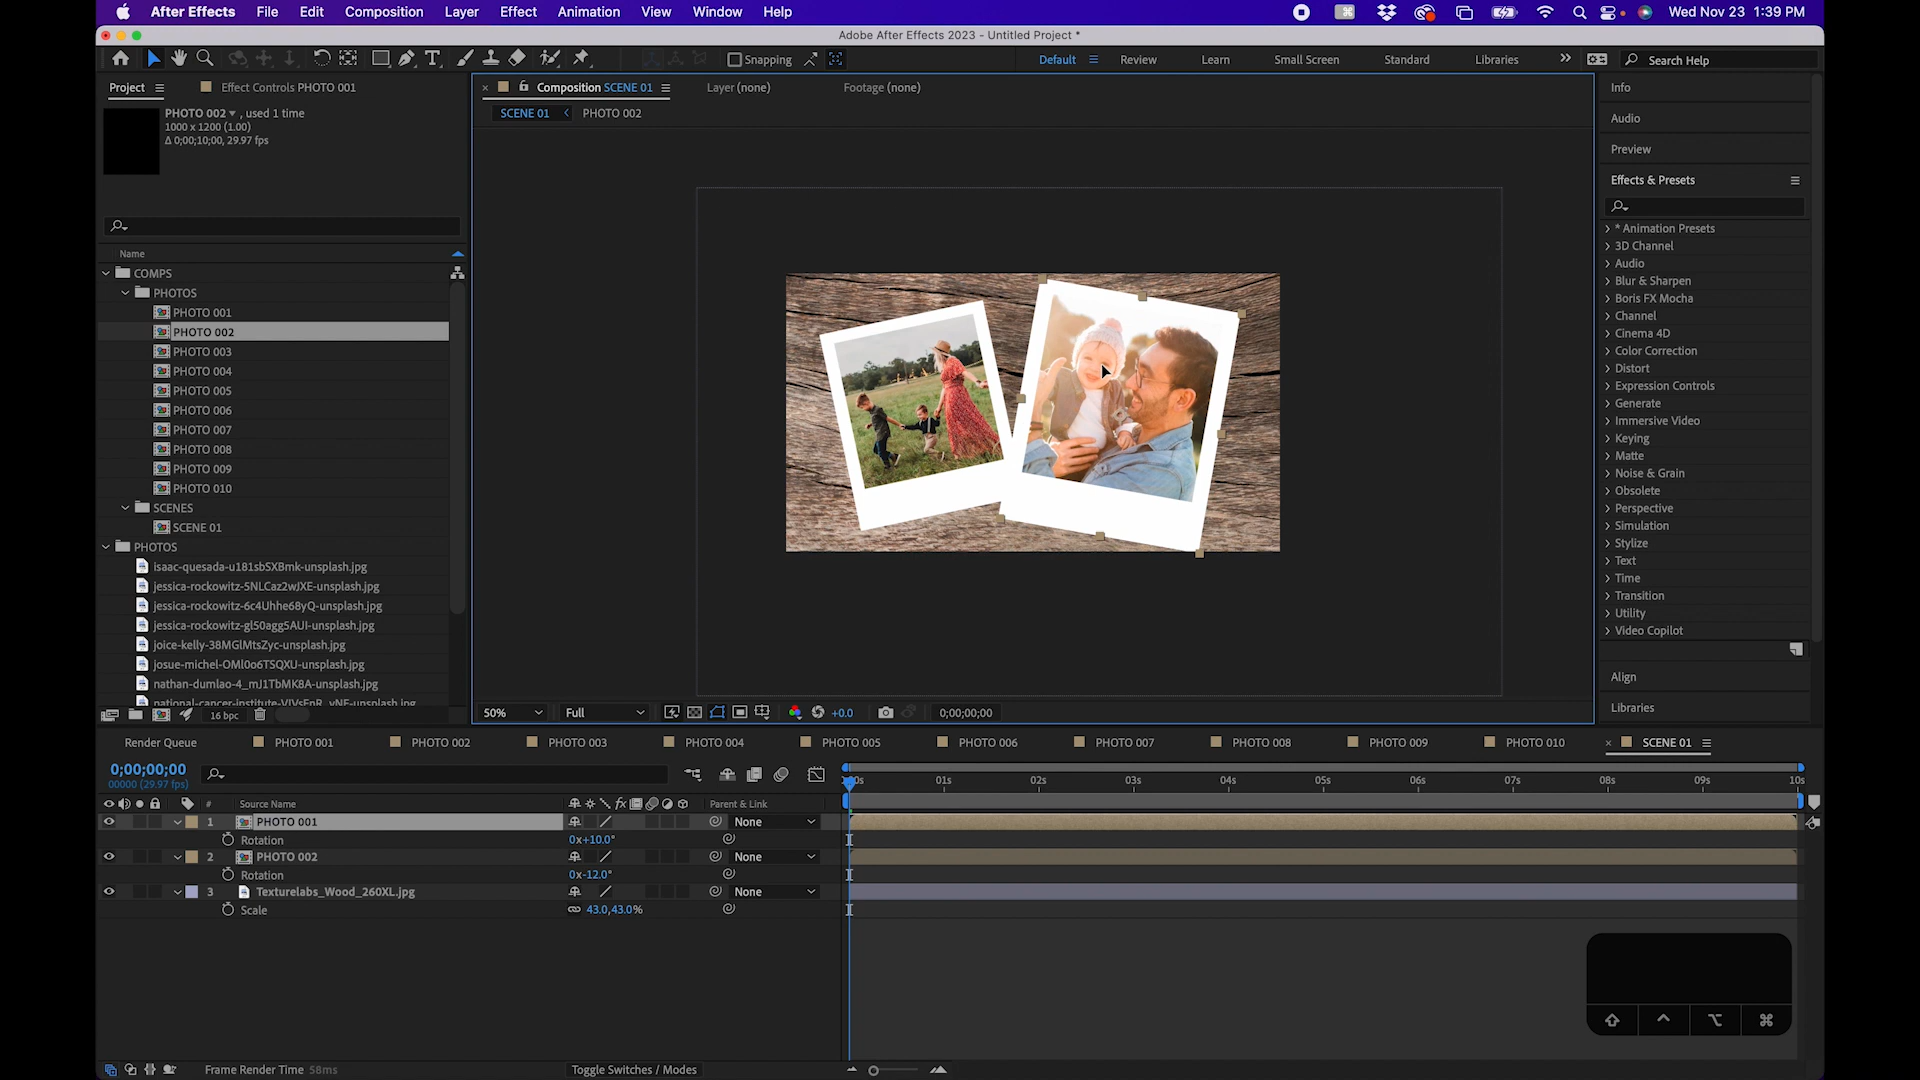 After Effects File Edit Composition Layer Effect Animation View Window Help Wed Nov 23 1:39 PM
Adobe After Effects 2023 - Untitled Project *
Snapping Default Review Learn Small Screen Standard Libraries Search Help
Project Effect Controls PHOTO 001 Composition SCENE 01 Layer (none) Footage (none) Info
PHOTO 002 , used 1 time
1000 x 1200 (1.00)
Δ 0;00;10;00, 29.97 fps
SCENE 01 PHOTO 002
Audio
Preview
Effects & Presets
Name
COMPS
PHOTOS
PHOTO 001
PHOTO 002
PHOTO 003
PHOTO 004
PHOTO 005
PHOTO 006
PHOTO 007
PHOTO 008
PHOTO 009
PHOTO 010
SCENES
SCENE 01
PHOTOS
isaac-quesada-u181sbSXBmk-unsplash.jpg
jessica-rockowitz-5NLCaz2wJXE-unsplash.jpg
jessica-rockowitz-6c4Uhhe68yQ-unsplash.jpg
jessica-rockowitz-gl50agg5AUI-unsplash.jpg
joice-kelly-38MGlMtsZyc-unsplash.jpg
josue-michel-OMl0o6TSQXU-unsplash.jpg
nathan-dumlao-4_mJ1TbMK8A-unsplash.jpg
16 bpc
* Animation Presets
3D Channel
Audio
Blur & Sharpen
Boris FX Mocha
Channel
Cinema 4D
Color Correction
Distort
Expression Controls
Generate
Immersive Video
Keying
Matte
Noise & Grain
Obsolete
Perspective
Simulation
Stylize
Text
Time
Transition
Utility
Video Copilot
Align
Libraries
50% Full +0.0 0;00;00;00
Render Queue PHOTO 001 PHOTO 002 PHOTO 003 PHOTO 004 PHOTO 005 PHOTO 006 PHOTO 007 PHOTO 008 PHOTO 009 PHOTO 010 SCENE 01
0;00;00;00
00000 (29.97 fps)
01s 02s 03s 04s 05s 06s 07s 08s 09s 10s
# Source Name Parent & Link
1 PHOTO 001 None
Rotation 0x+10.0°
2 PHOTO 002 None
Rotation 0x-12.0°
3 Texturelabs_Wood_260XL.jpg None
Scale 43.0,43.0%
Frame Render Time 58ms Toggle Switches / Modes